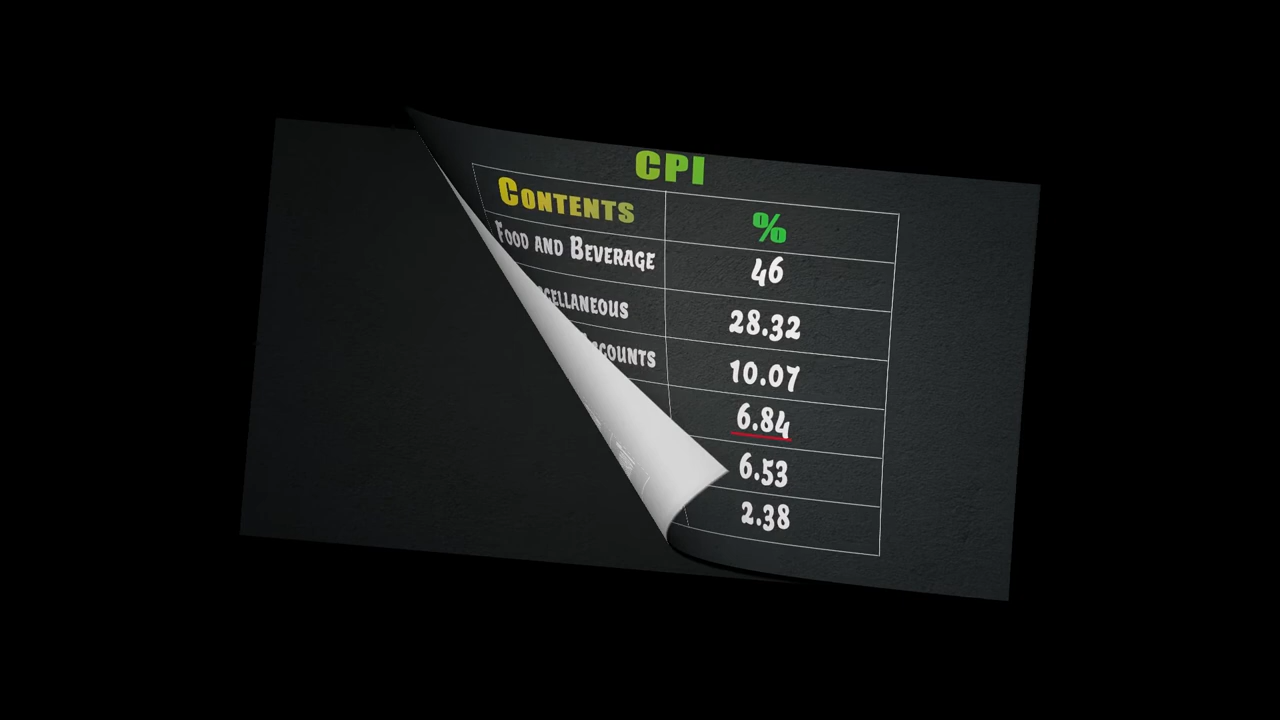 CPI
CONTENTS %
FOOD AND BEVERAGE 46
28.32
10.07
6.84
6.53
2.38